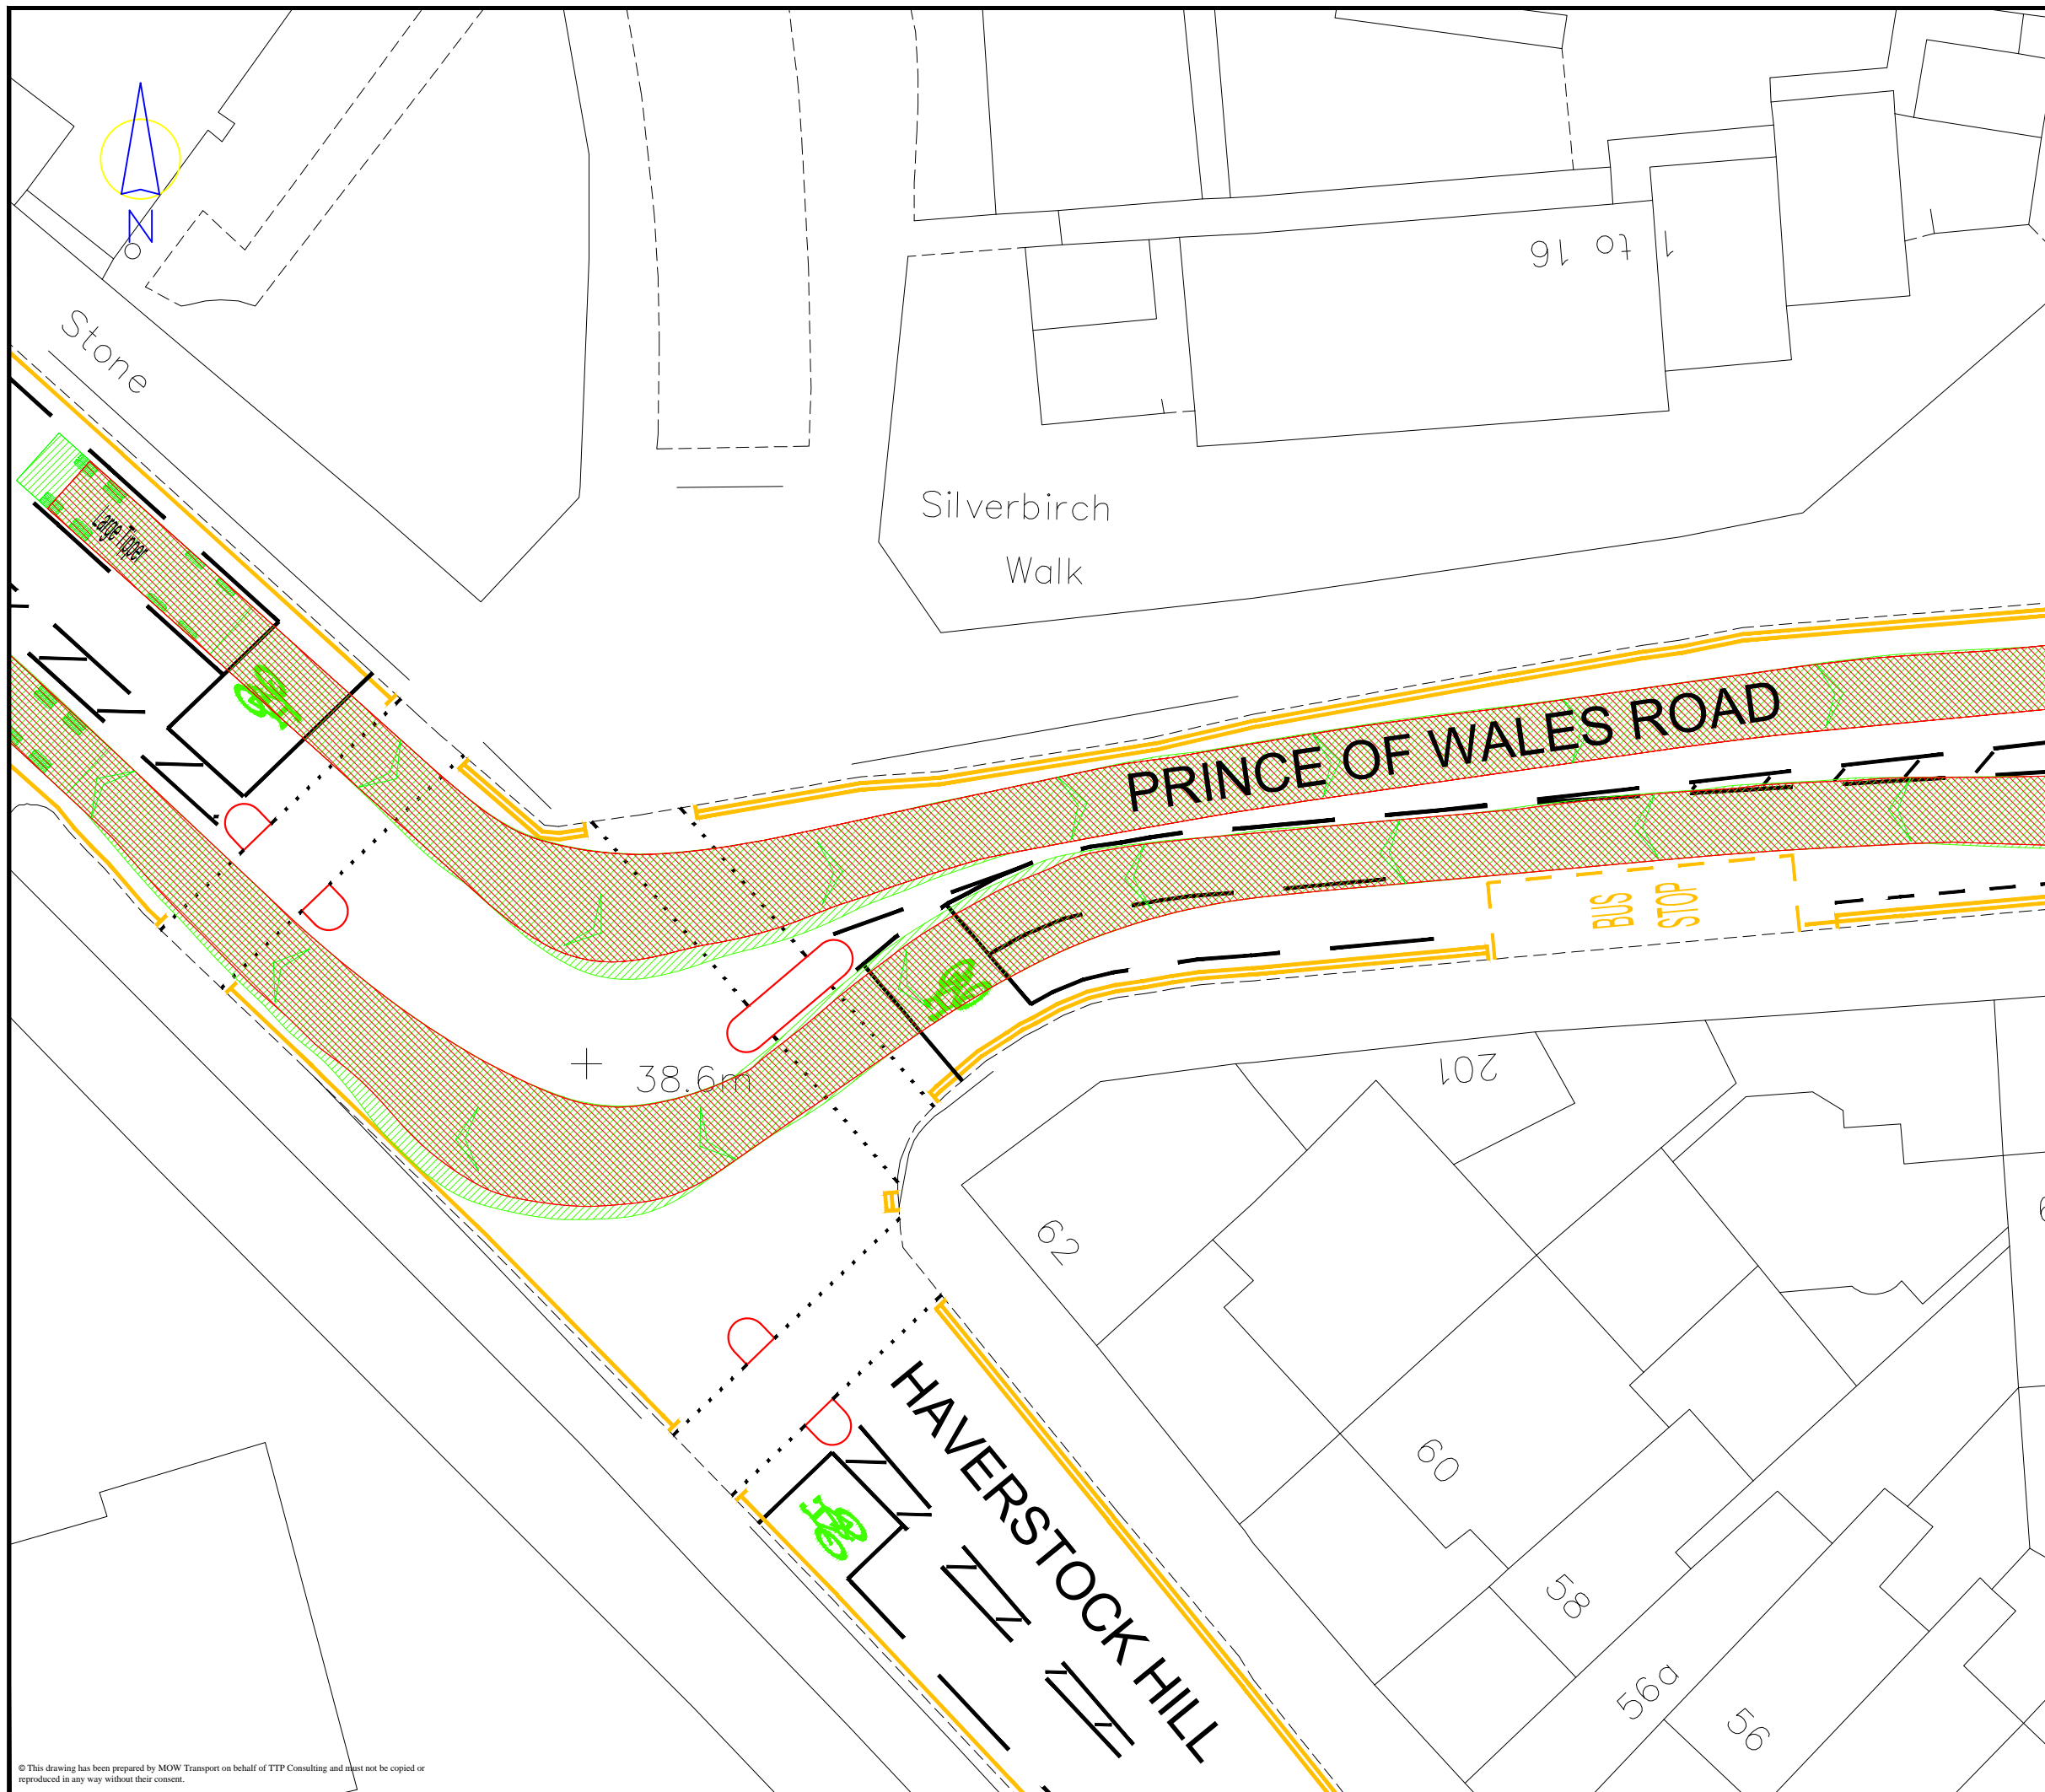 N
Stone
1 to 16
Large Tipper
Silverbirch
Walk
PRINCE OF WALES ROAD
BUS
STOP
38.6m
201
62
HAVERSTOCK HILL
60
58
56a
56
© This drawing has been prepared by MOW Transport on behalf of TTP Consulting and must not be copied or
reproduced in any way without their consent.